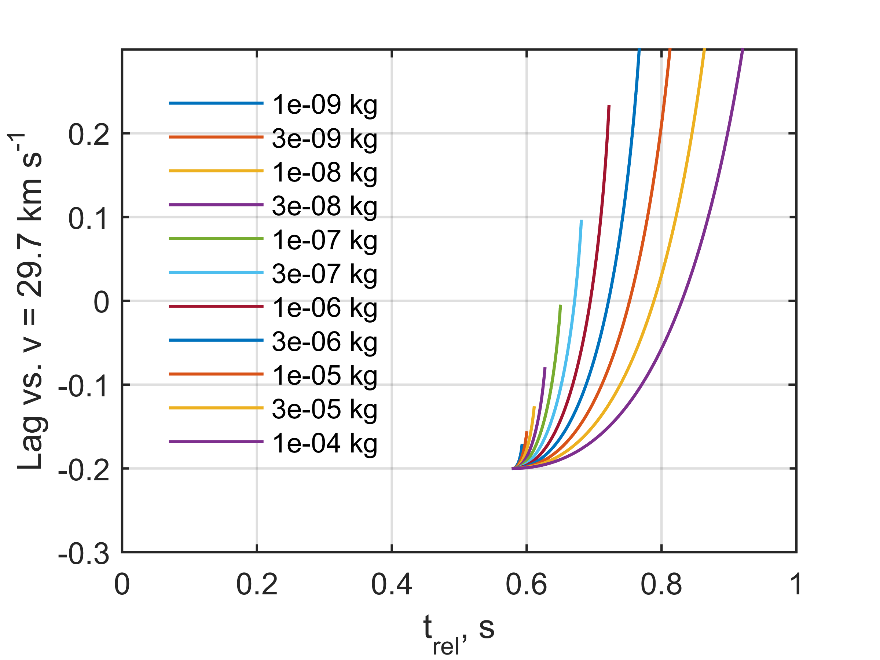 Lag vs. v = 29.7 km s-1
0.2
0.1
0
-0.1
-0.2
-0.3
1e-09 kg
3e-09 kg
1e-08 kg
3e-08 kg
1e-07 kg
3e-07 kg
1e-06 kg
3e-06 kg
1e-05 kg
3e-05 kg
1e-04 kg
0 0.2 0.4 0.6 0.8 1
trel, s